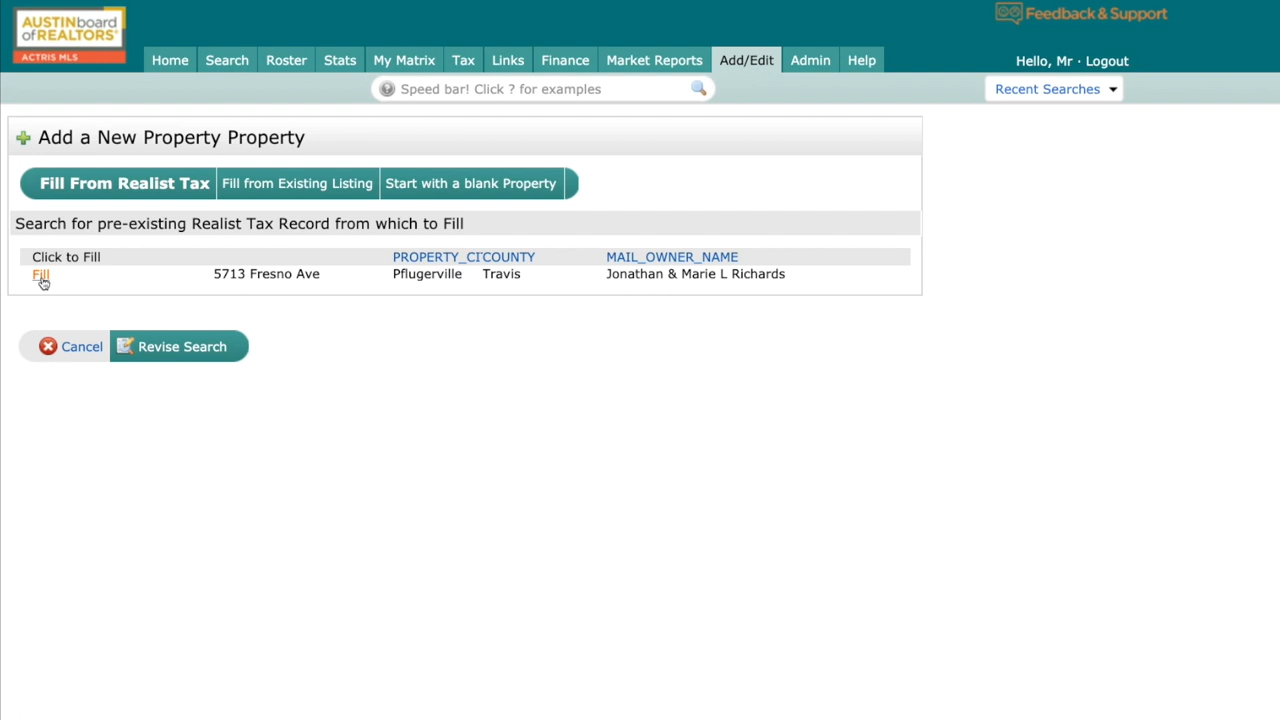 AUSTINboard
of REALTORS®
ACTRIS MLS
Feedback & Support
Home Search Roster Stats My Matrix Tax Links Finance Market Reports Add/Edit Admin Help
Hello, Mr · Logout
Speed bar! Click ? for examples
Recent Searches
Add a New Property Property
Fill From Realist Tax Fill from Existing Listing Start with a blank Property
Search for pre-existing Realist Tax Record from which to Fill
Click to Fill PROPERTY_CI COUNTY MAIL_OWNER_NAME
Fill 5713 Fresno Ave Pflugerville Travis Jonathan & Marie L Richards
Cancel Revise Search